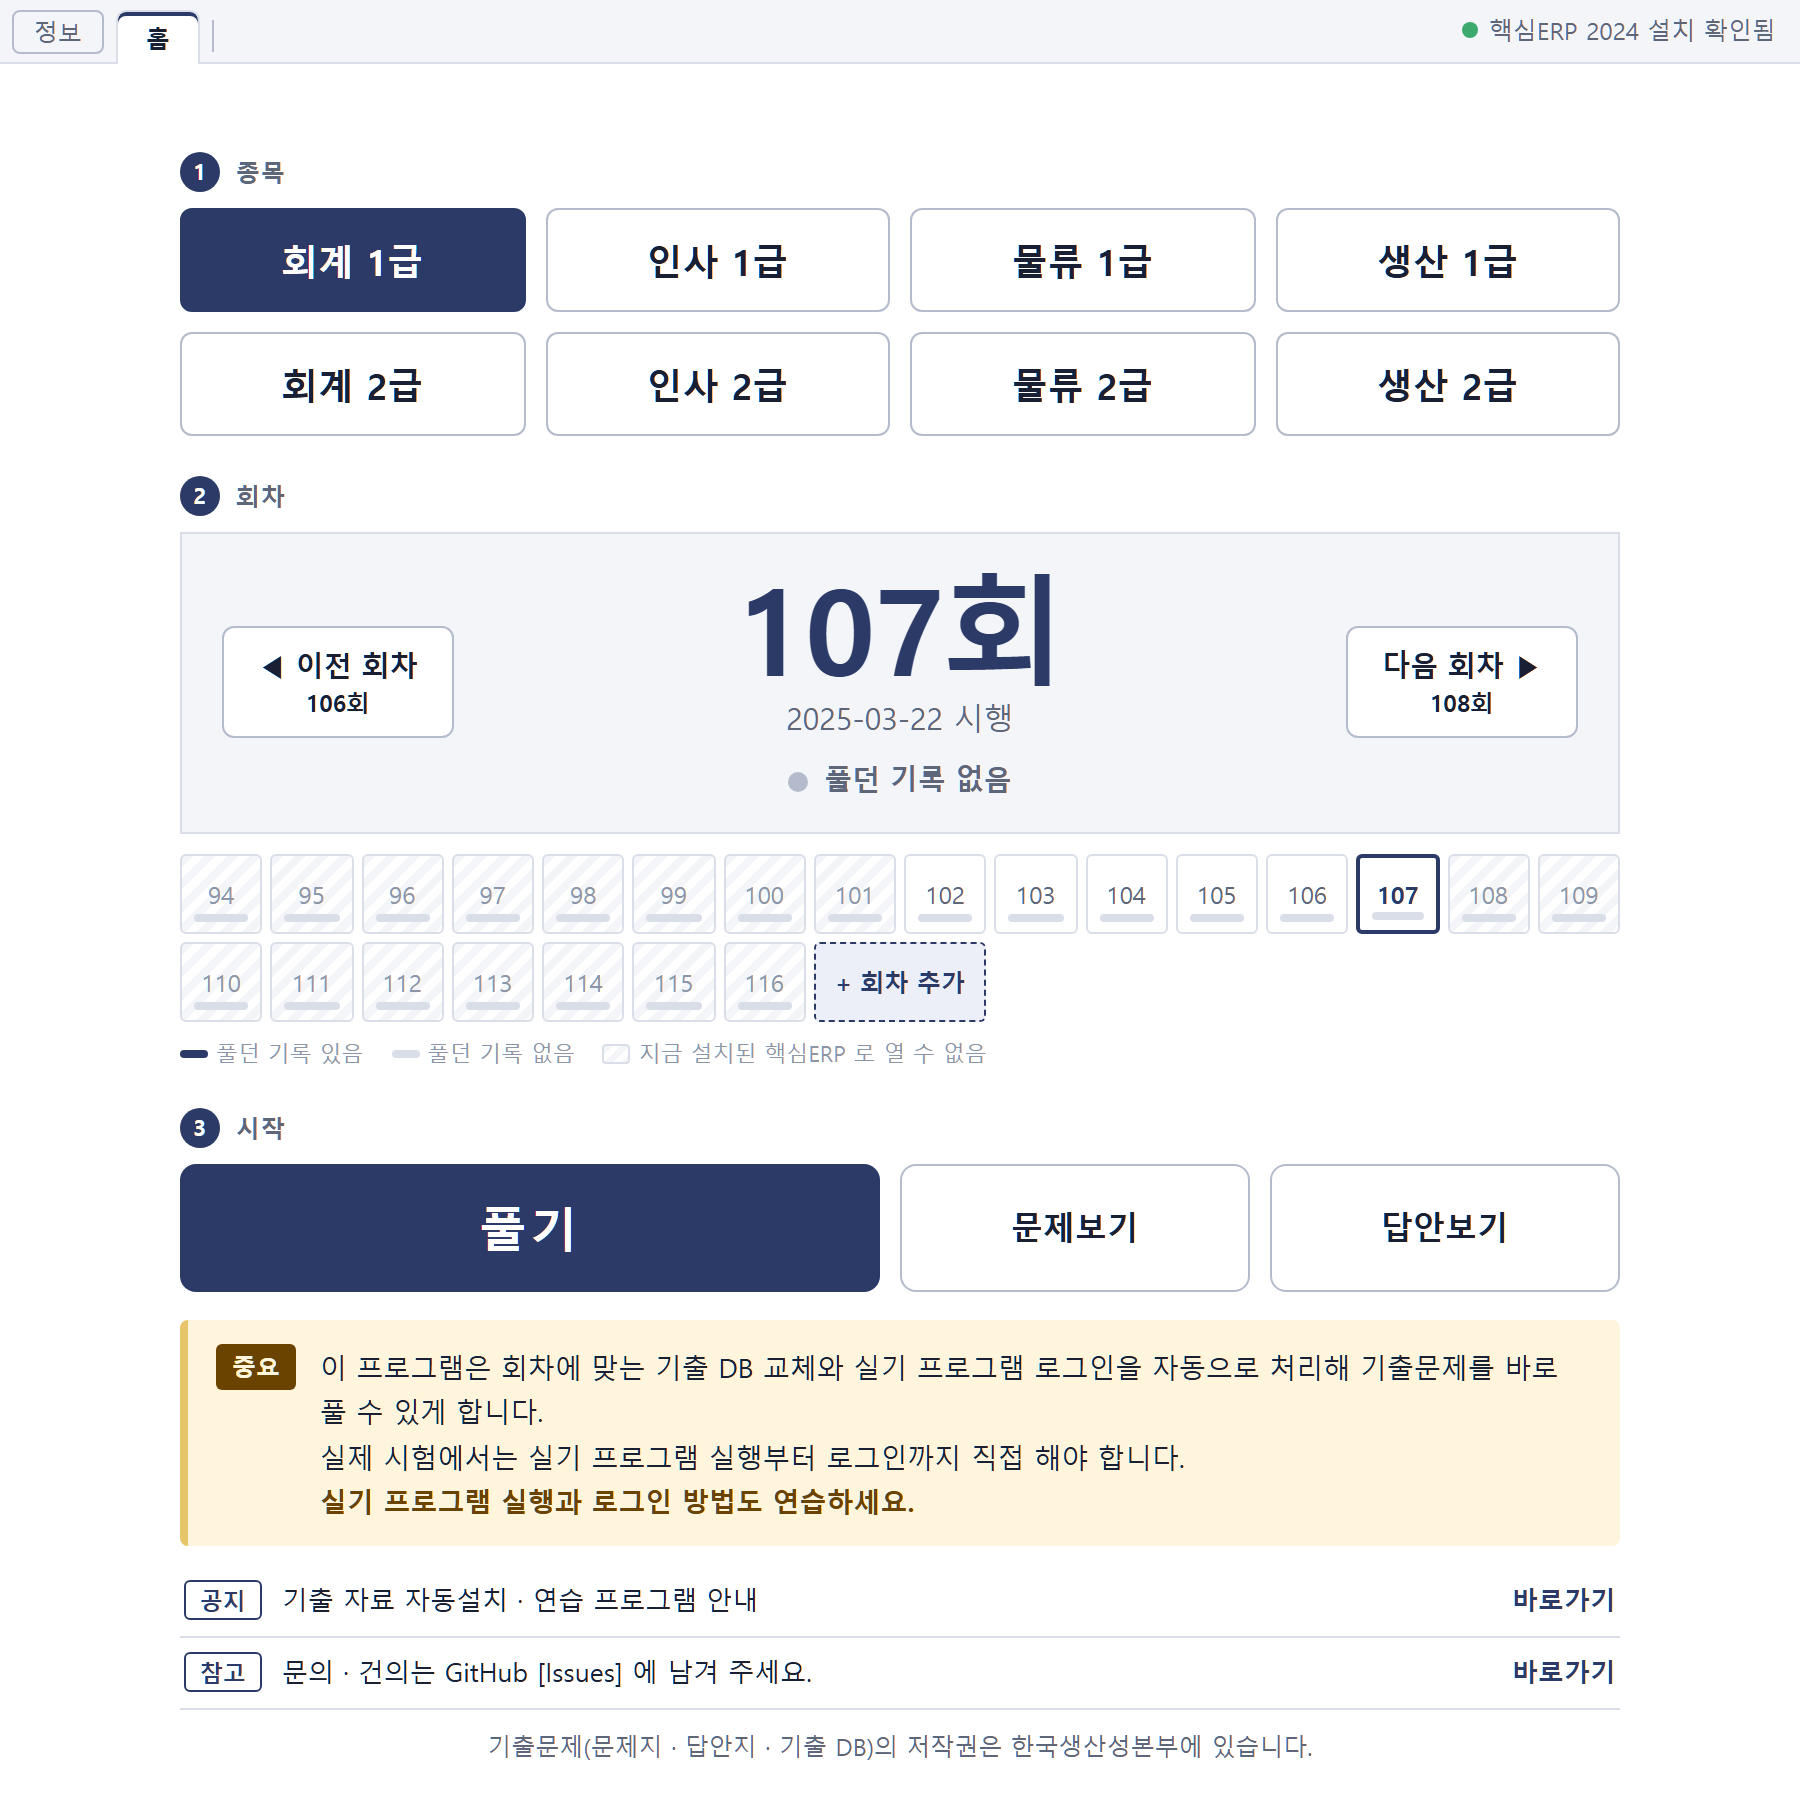 정보
홈
핵심ERP 2024 설치 확인됨
1 종목
회계 1급
인사 1급
물류 1급
생산 1급
회계 2급
인사 2급
물류 2급
생산 2급
2 회차
◀ 이전 회차
106회
107회
2025-03-22 시행
풀던 기록 없음
다음 회차 ▶
108회
94 95 96 97 98 99 100 101 102 103 104 105 106 107 108 109
110 111 112 113 114 115 116 + 회차 추가
풀던 기록 있음 풀던 기록 없음 지금 설치된 핵심ERP 로 열 수 없음
3 시작
풀기
문제보기
답안보기
중요
이 프로그램은 회차에 맞는 기출 DB 교체와 실기 프로그램 로그인을 자동으로 처리해 기출문제를 바로
풀 수 있게 합니다.
실제 시험에서는 실기 프로그램 실행부터 로그인까지 직접 해야 합니다.
실기 프로그램 실행과 로그인 방법도 연습하세요.
공지 기출 자료 자동설치 · 연습 프로그램 안내 바로가기
참고 문의 · 건의는 GitHub [Issues] 에 남겨 주세요. 바로가기
기출문제(문제지 · 답안지 · 기출 DB)의 저작권은 한국생산성본부에 있습니다.